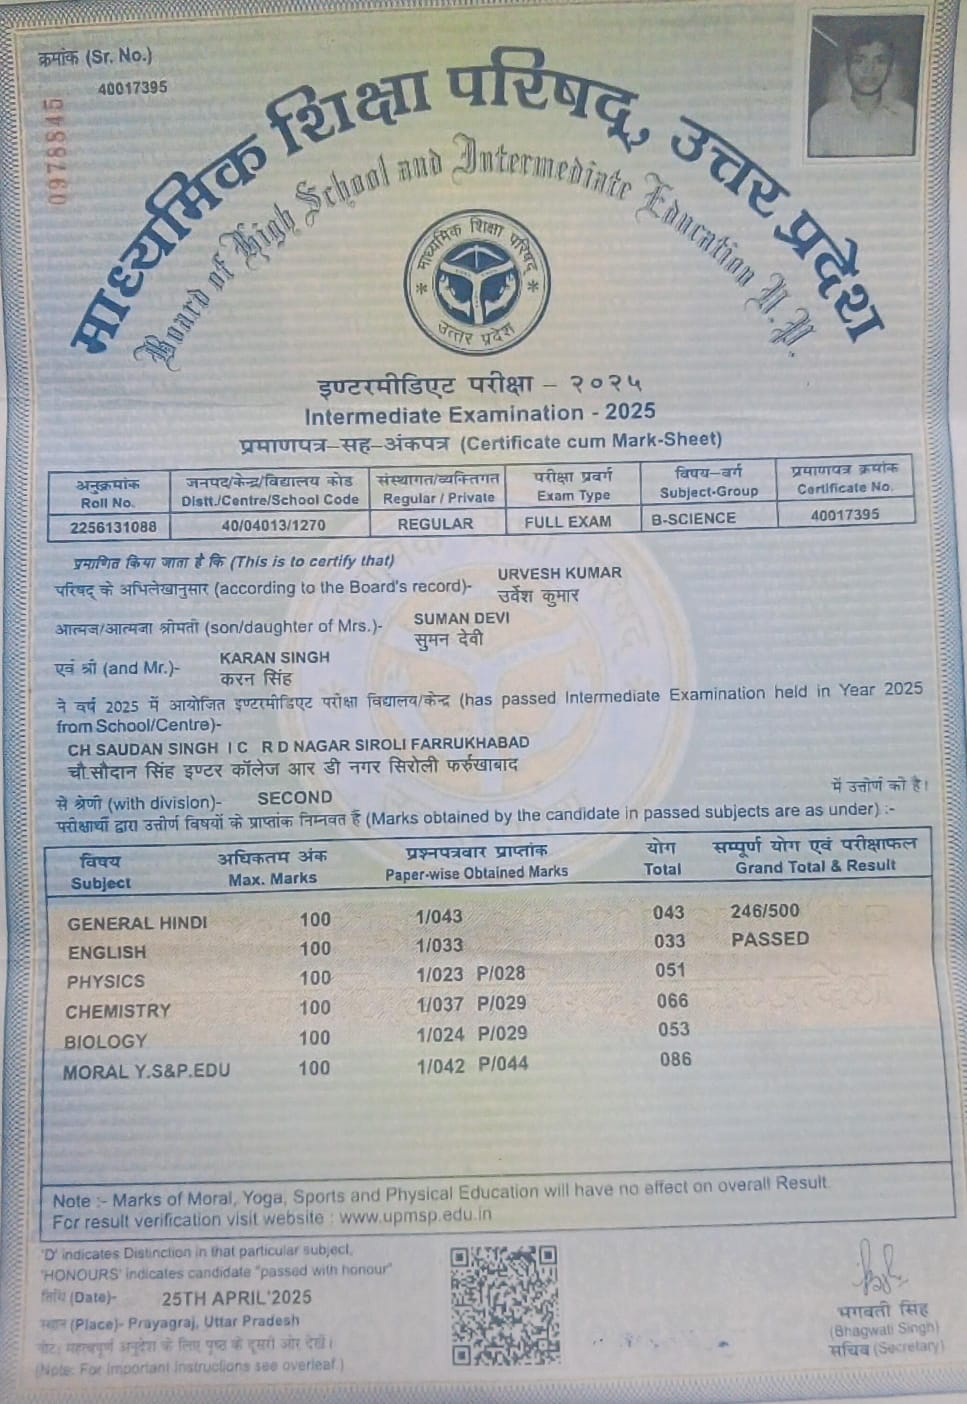 क्रमांक (Sr. No.)
40017395
0978845
माध्यमिक शिक्षा परिषद्, उत्तर प्रदेश
Board of High School and Intermediate Education U.P.
माध्यमिक शिक्षा परिषद्
उत्तर प्रदेश
इण्टरमीडिएट परीक्षा – २०२५
Intermediate Examination - 2025
प्रमाणपत्र–सह–अंकपत्र (Certificate cum Mark-Sheet)
अनुक्रमांक जनपद/केन्द्र/विद्यालय कोड संस्थागत/व्यक्तिगत परीक्षा प्रवर्ग विषय–वर्ग प्रमाणपत्र क्रमांक
Roll No. Distt./Centre/School Code Regular / Private Exam Type Subject-Group Certificate No.
2256131088 40/04013/1270 REGULAR FULL EXAM B-SCIENCE 40017395
प्रमाणित किया जाता है कि (This is to certify that)
परिषद् के अभिलेखानुसार (according to the Board's record)- URVESH KUMAR
उर्वेश कुमार
आत्मज/आत्मजा श्रीमती (son/daughter of Mrs.)- SUMAN DEVI
सुमन देवी
एवं श्री (and Mr.)- KARAN SINGH
करन सिंह
ने वर्ष 2025 में आयोजित इण्टरमीडिएट परीक्षा विद्यालय/केन्द्र (has passed Intermediate Examination held in Year 2025
from School/Centre)-
CH SAUDAN SINGH I C R D NAGAR SIROLI FARRUKHABAD
चौ.सौदान सिंह इण्टर कॉलेज आर डी नगर सिरोली फर्रुखाबाद
से श्रेणी (with division)- SECOND में उत्तीर्ण की है।
परीक्षार्थी द्वारा उत्तीर्ण विषयों के प्राप्तांक निम्नवत हैं (Marks obtained by the candidate in passed subjects are as under) :-
विषय अधिकतम अंक प्रश्नपत्रवार प्राप्तांक योग सम्पूर्ण योग एवं परीक्षाफल
Subject Max. Marks Paper-wise Obtained Marks Total Grand Total & Result
GENERAL HINDI 100 1/043 043 246/500
ENGLISH 100 1/033 033 PASSED
PHYSICS 100 1/023 P/028 051
CHEMISTRY 100 1/037 P/029 066
BIOLOGY 100 1/024 P/029 053
MORAL Y.S&P.EDU 100 1/042 P/044 086
Note :- Marks of Moral, Yoga, Sports and Physical Education will have no effect on overall Result.
For result verification visit website : www.upmsp.edu.in
'D' indicates Distinction in that particular subject,
'HONOURS' indicates candidate "passed with honour"
तिथि (Date)- 25TH APRIL'2025
स्थान (Place)- Prayagraj, Uttar Pradesh
नोट: महत्वपूर्ण अनुदेश के लिए पृष्ठ के दूसरी ओर देखें।
(Note: For Important Instructions see overleaf.)
भगवती सिंह
(Bhagwati Singh)
सचिव (Secretary)